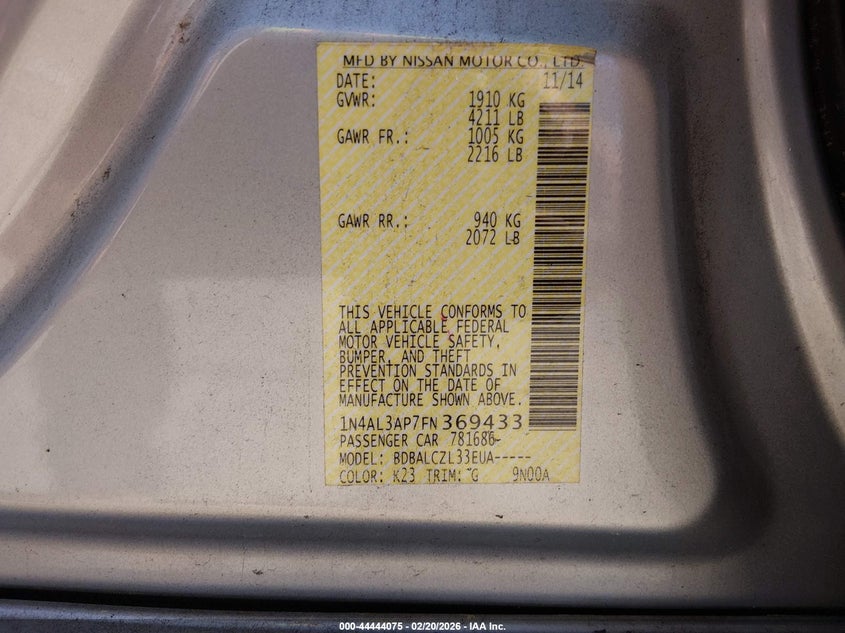 MFD BY NISSAN MOTOR CO., LTD.
DATE: 11/14
GVWR: 1910 KG
4211 LB
GAWR FR.: 1005 KG
2216 LB
GAWR RR.: 940 KG
2072 LB
THIS VEHICLE CONFORMS TO
ALL APPLICABLE FEDERAL
MOTOR VEHICLE SAFETY,
BUMPER, AND THEFT
PREVENTION STANDARDS IN
EFFECT ON THE DATE OF
MANUFACTURE SHOWN ABOVE.
1N4AL3AP7FN369433
PASSENGER CAR 781686-
MODEL: BDBALCZL33EUA-----
COLOR: K23 TRIM: G 9N00A
000-44444075 - 02/20/2026 - IAA Inc.